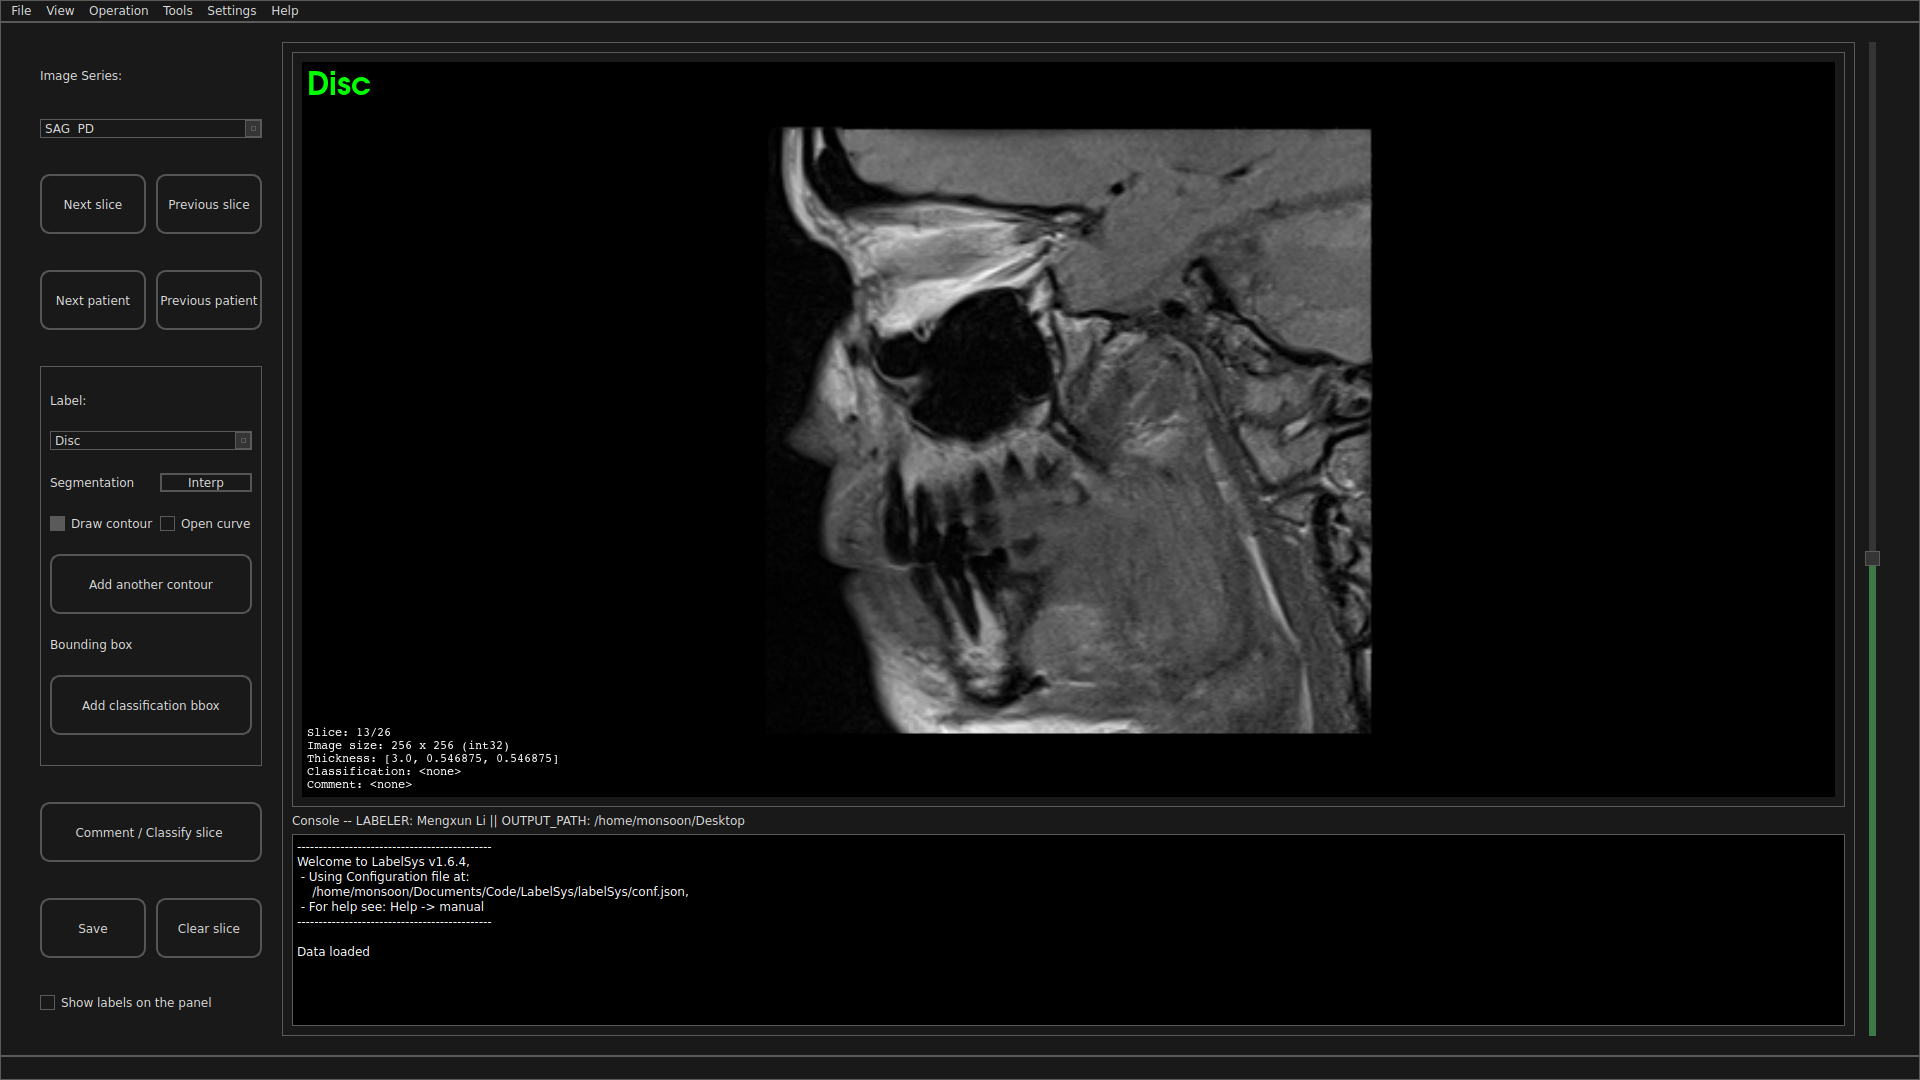 File View Operation Tools Settings Help
Image Series:
SAG PD
Next slice Previous slice
Next patient Previous patient
Label:
Disc
Segmentation Interp
Draw contour Open curve
Add another contour
Bounding box
Add classification bbox
Comment / Classify slice
Save Clear slice
Show labels on the panel
Disc
Slice: 13/26
Image size: 256 x 256 (int32)
Thickness: [3.0, 0.546875, 0.546875]
Classification: <none>
Comment: <none>
Console -- LABELER: Mengxun Li || OUTPUT_PATH: /home/monsoon/Desktop
----------------------------------------------
Welcome to LabelSys v1.6.4,
- Using Configuration file at:
/home/monsoon/Documents/Code/LabelSys/labelSys/conf.json,
- For help see: Help -> manual
----------------------------------------------
Data loaded